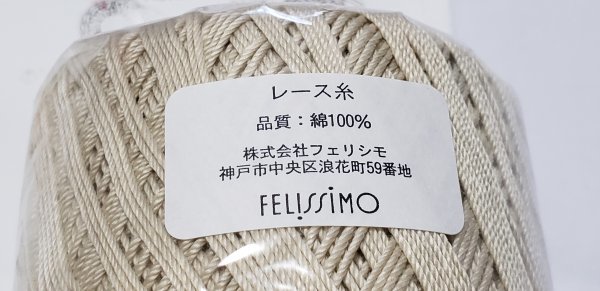 レース糸
品質：綿100％
株式会社フェリシモ
神戸市中央区浪花町59番地
FELISSIMO